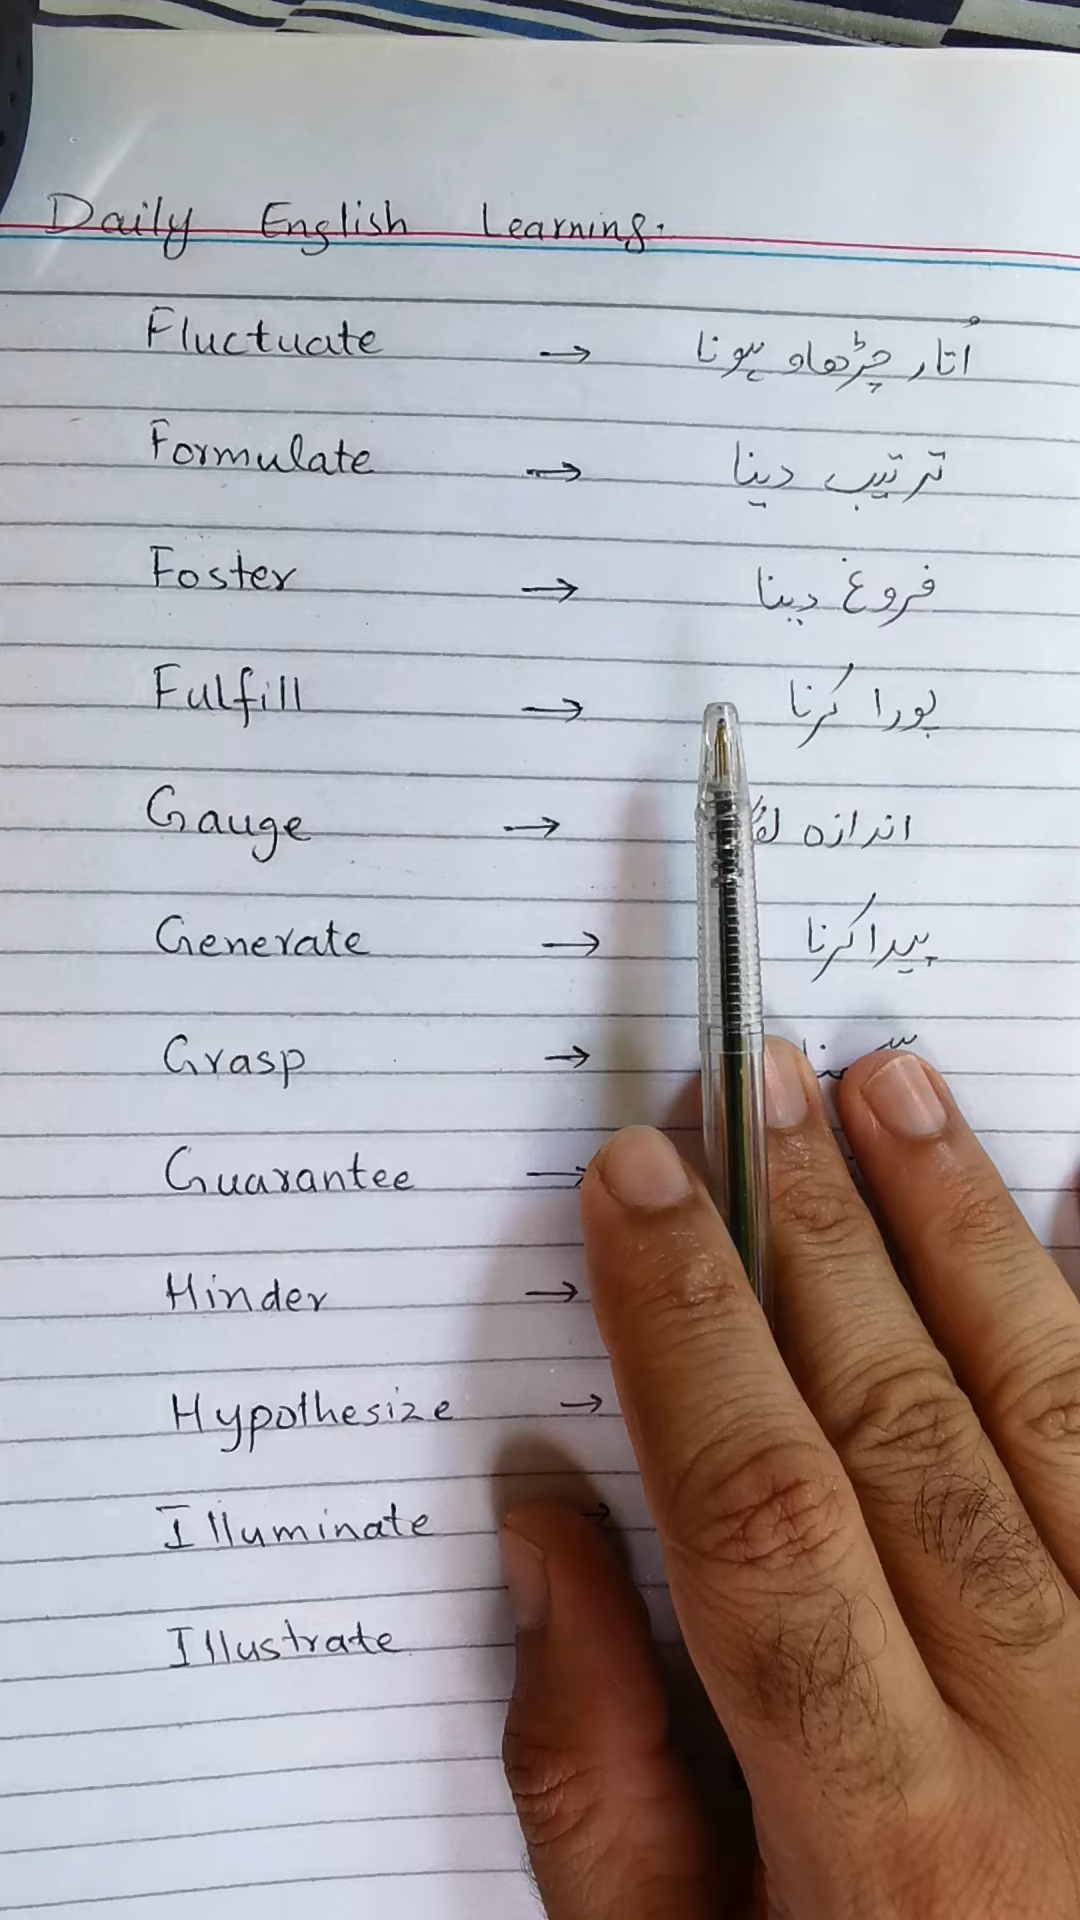 Daily English Learning.
Fluctuate → اُتار چڑھاو ہونا
Formulate → ترتیب دینا
Foster → فروغ دینا
Fulfill → پورا کرنا
Gauge → اندازہ
Generate → پیدا کرنا
Grasp →
Guarantee →
Hinder →
Hypothesize →
Illuminate →
Illustrate